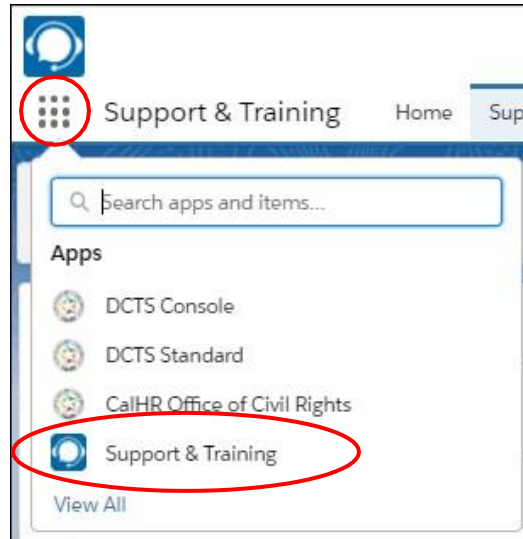 Support & Training Home Sup
Search apps and items...
Apps
DCTS Console
DCTS Standard
CalHR Office of Civil Rights
Support & Training
View All